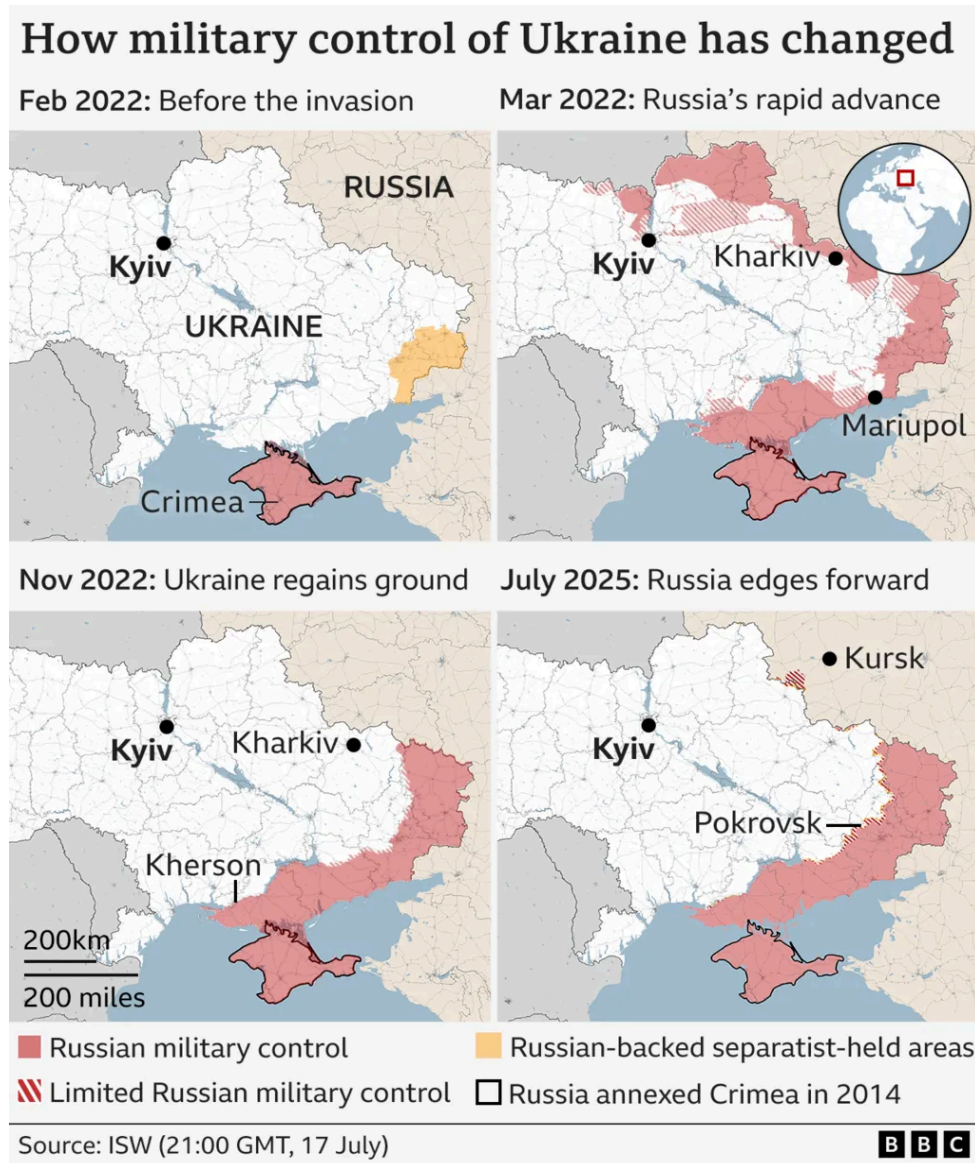 How military control of Ukraine has changed
Feb 2022: Before the invasion
RUSSIA
Kyiv
UKRAINE
Crimea
Mar 2022: Russia's rapid advance
Kyiv
Kharkiv
Mariupol
Nov 2022: Ukraine regains ground
Kyiv
Kharkiv
Kherson
200km
200 miles
July 2025: Russia edges forward
Kursk
Kyiv
Pokrovsk
Russian military control
Russian-backed separatist-held areas
Limited Russian military control
Russia annexed Crimea in 2014
Source: ISW (21:00 GMT, 17 July)
BBC